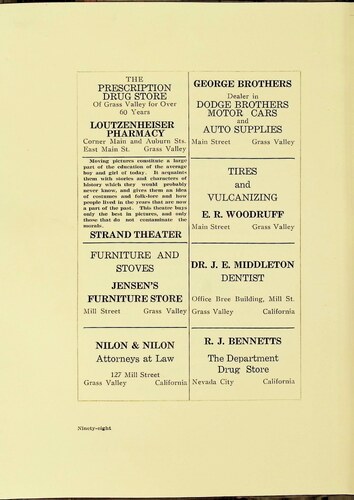 THE
PRESCRIPTION
DRUG STORE
Of Grass Valley for Over
60 Years
LOUTZENHEISER
PHARMACY
Corner Main and Auburn Sts.
East Main St. Grass Valley
Moving pictures constitute a large
part of the education of the average
boy and girl of today. It acquaints
them with stories and characters of
history which they would probably
never know, and gives them an idea
of costumes and folk-lore and how
people lived in the years that are now
a part of the past. This theatre buys
only the best in pictures, and only
those that do not contaminate the
morals.
STRAND THEATER
FURNITURE AND
STOVES
JENSEN'S
FURNITURE STORE
Mill Street Grass Valley
NILON & NILON
Attorneys at Law
127 Mill Street
Grass Valley California
GEORGE BROTHERS
Dealer in
DODGE BROTHERS
MOTOR CARS
and
AUTO SUPPLIES
Main Street Grass Valley
TIRES
and
VULCANIZING
E. R. WOODRUFF
Main Street Grass Valley
DR. J. E. MIDDLETON
DENTIST
Office Bree Building, Mill St.
Grass Valley California
R. J. BENNETTS
The Department
Drug Store
Nevada City California
Ninety-eight